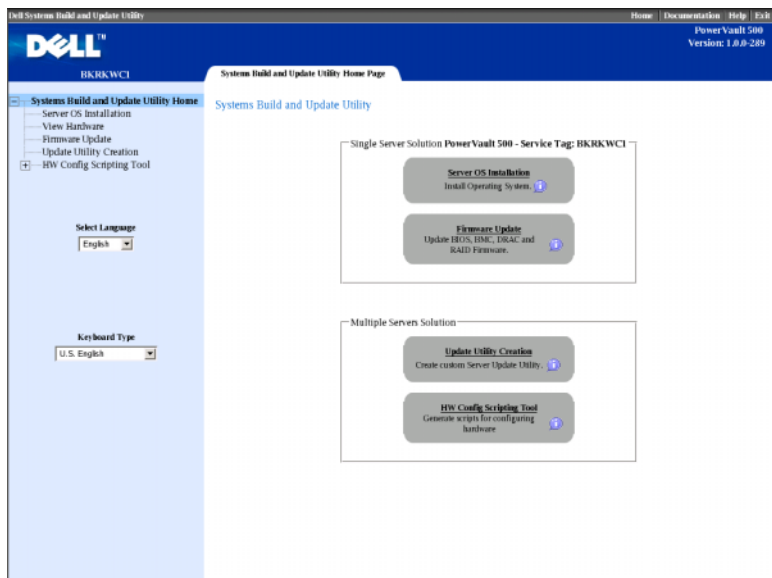 Dell Systems Build and Update Utility
Home Documentation Help Exit
DELL™
PowerVault 500
Version: 1.0.0-289
BKRKWC1
Systems Build and Update Utility Home Page
Systems Build and Update Utility Home
Server OS Installation
View Hardware
Firmware Update
Update Utility Creation
HW Config Scripting Tool
Select Language
English
Keyboard Type
U.S. English
Systems Build and Update Utility
Single Server Solution PowerVault 500 - Service Tag: BKRKWC1
Server OS Installation
Install Operating System.
Firmware Update
Update BIOS, BMC, DRAC and
RAID Firmware.
Multiple Servers Solution
Update Utility Creation
Create custom Server Update Utility.
HW Config Scripting Tool
Generate scripts for configuring
hardware